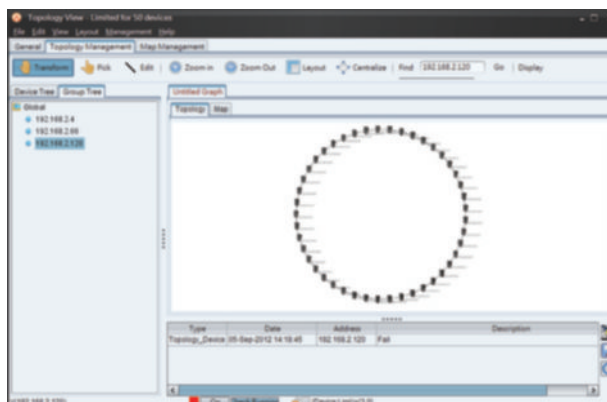 Topology View - Limited for 50 devices
File Edit View Layout Management Help
General Topology Management Map Management
Transform Pick Edit Zoom in Zoom Out Layout Centralize Find 192.168.2.120 Go Display
Device Tree Group Tree Untitled Graph
Global Topology Map
192.168.2.4
192.168.2.66
192.168.2.120
Type Date Address Description
Topology_Device 05-Sep-2012 14:19:45 192.168.2.120 Fail